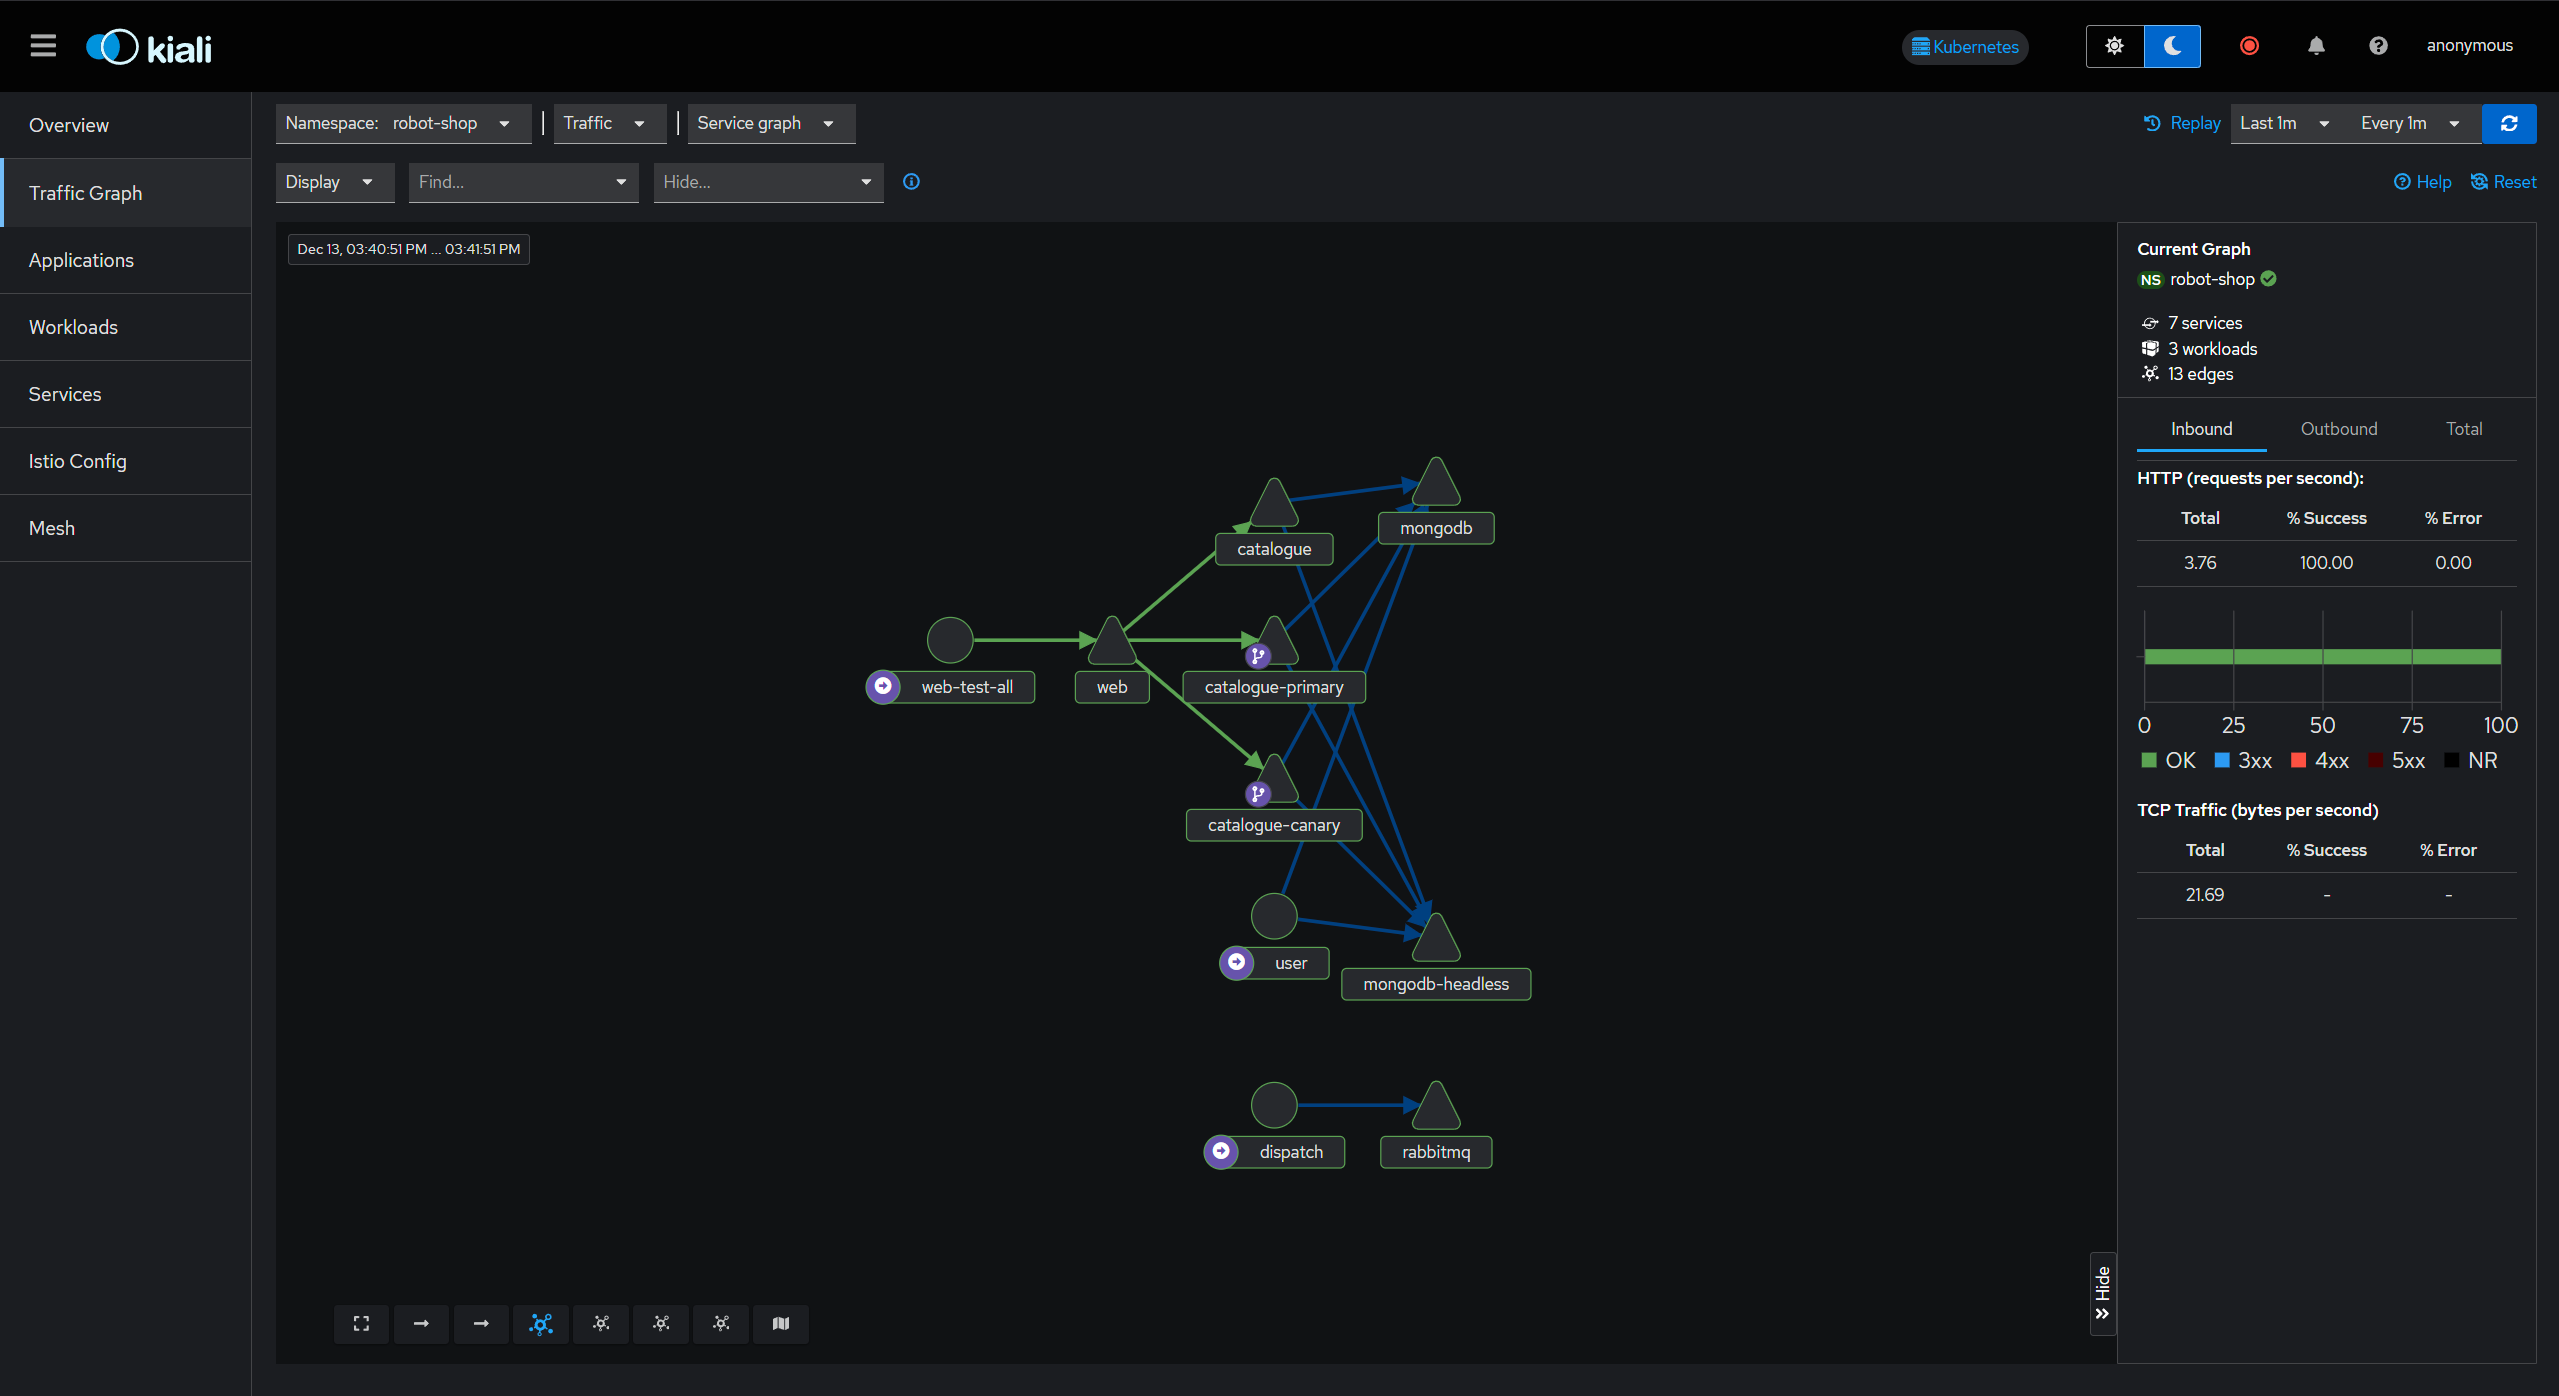 kiali
Kubernetes
anonymous
Overview
Traffic Graph
Applications
Workloads
Services
Istio Config
Mesh
Namespace: robot-shop
Traffic
Service graph
Replay
Last 1m
Every 1m
Display
Find...
Hide...
Help
Reset
Dec 13, 03:40:51 PM ... 03:41:51 PM
mongodb
catalogue
web-test-all
web
catalogue-primary
catalogue-canary
user
mongodb-headless
dispatch
rabbitmq
Hide
Current Graph
NS robot-shop
7 services
3 workloads
13 edges
Inbound Outbound Total
HTTP (requests per second):
Total % Success % Error
3.76 100.00 0.00
0 25 50 75 100
OK 3xx 4xx 5xx NR
TCP Traffic (bytes per second)
Total % Success % Error
21.69 - -